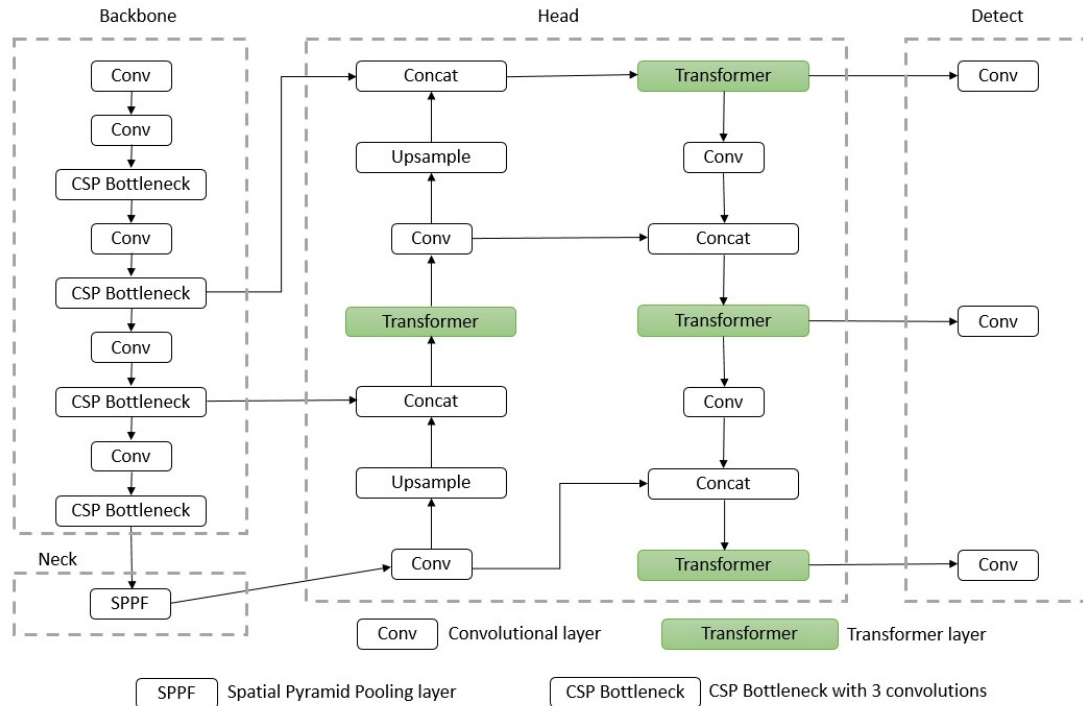 Backbone
Head
Detect
Conv
Conv
CSP Bottleneck
Conv
CSP Bottleneck
Conv
CSP Bottleneck
Conv
CSP Bottleneck
Neck
SPPF
Concat
Upsample
Conv
Transformer
Concat
Upsample
Conv
Transformer
Conv
Concat
Transformer
Conv
Concat
Transformer
Conv
Conv
Conv
Conv Convolutional layer
Transformer Transformer layer
SPPF Spatial Pyramid Pooling layer
CSP Bottleneck CSP Bottleneck with 3 convolutions